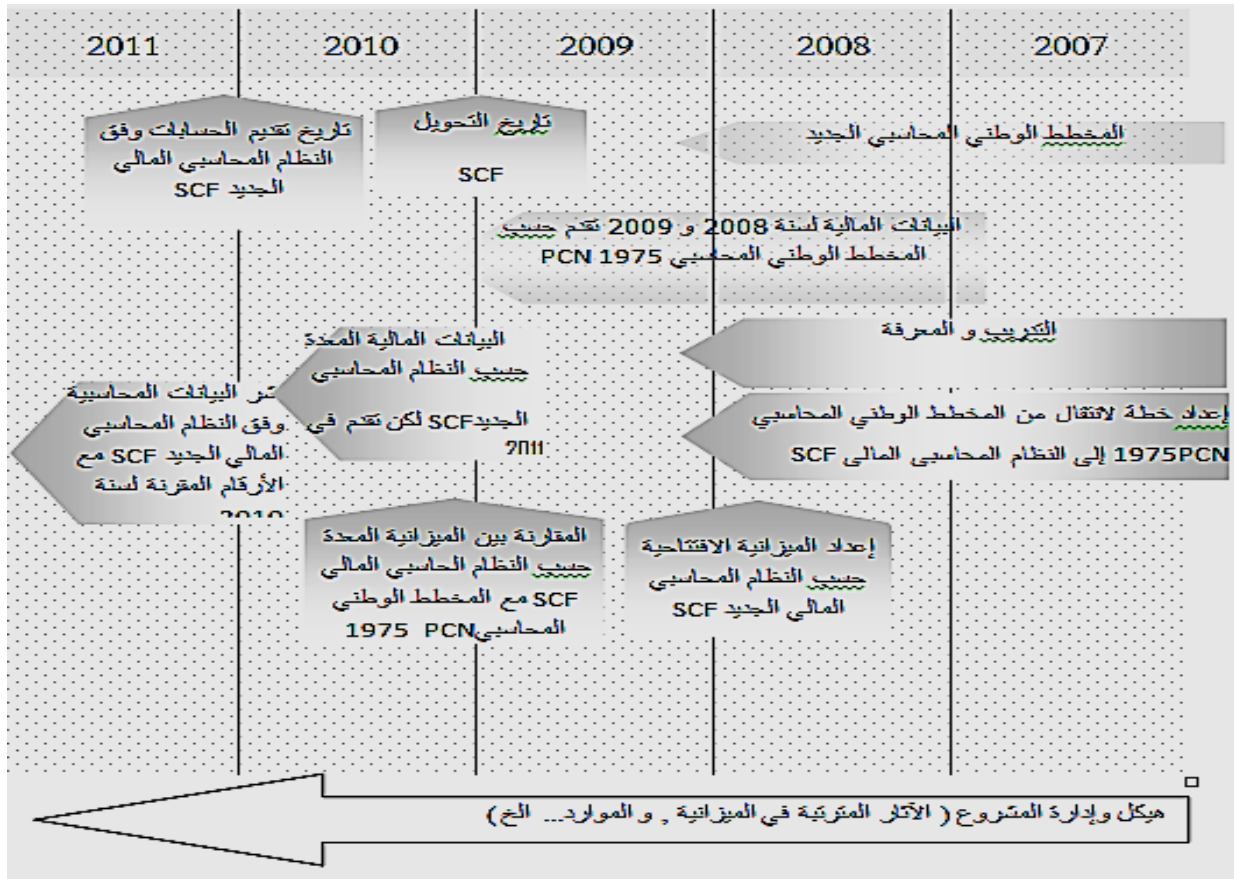 2007 2008 2009 2010 2011
المخطط الوطني المحاسبي الجديد
تاريخ التحويل
SCF
تاريخ تقديم الحسابات وفق
النظام المحاسبي المالي
الجديد SCF
البيانات المالية لسنة 2008 و 2009 تقدم حسب
المخطط الوطني المحاسبي PCN 1975
التدريب و المعرفة
إعداد خطة لانتقال من المخطط الوطني المحاسبي
1975PCN إلى النظام المحاسبي المالي SCF
البيانات المالية المعدة
حسب النظام المحاسبي
الجديدSCF لكن تقدم في
2011
البيانات المحاسبية
وفق النظام المحاسبي
المالي الجديد SCF مع
الأرقام المقرنة لسنة
2010
إعداد الميزانية الافتتاحية
حسب النظام المحاسبي
المالي الجديد SCF
المقارنة بين الميزانية المعدة
حسب النظام الحاسبي المالي
SCF مع المخطط الوطني
المحاسبيPCN 1975
هيكل وإدارة المشروع ( الآثار المترتبة في الميزانية , و الموارد... الخ )